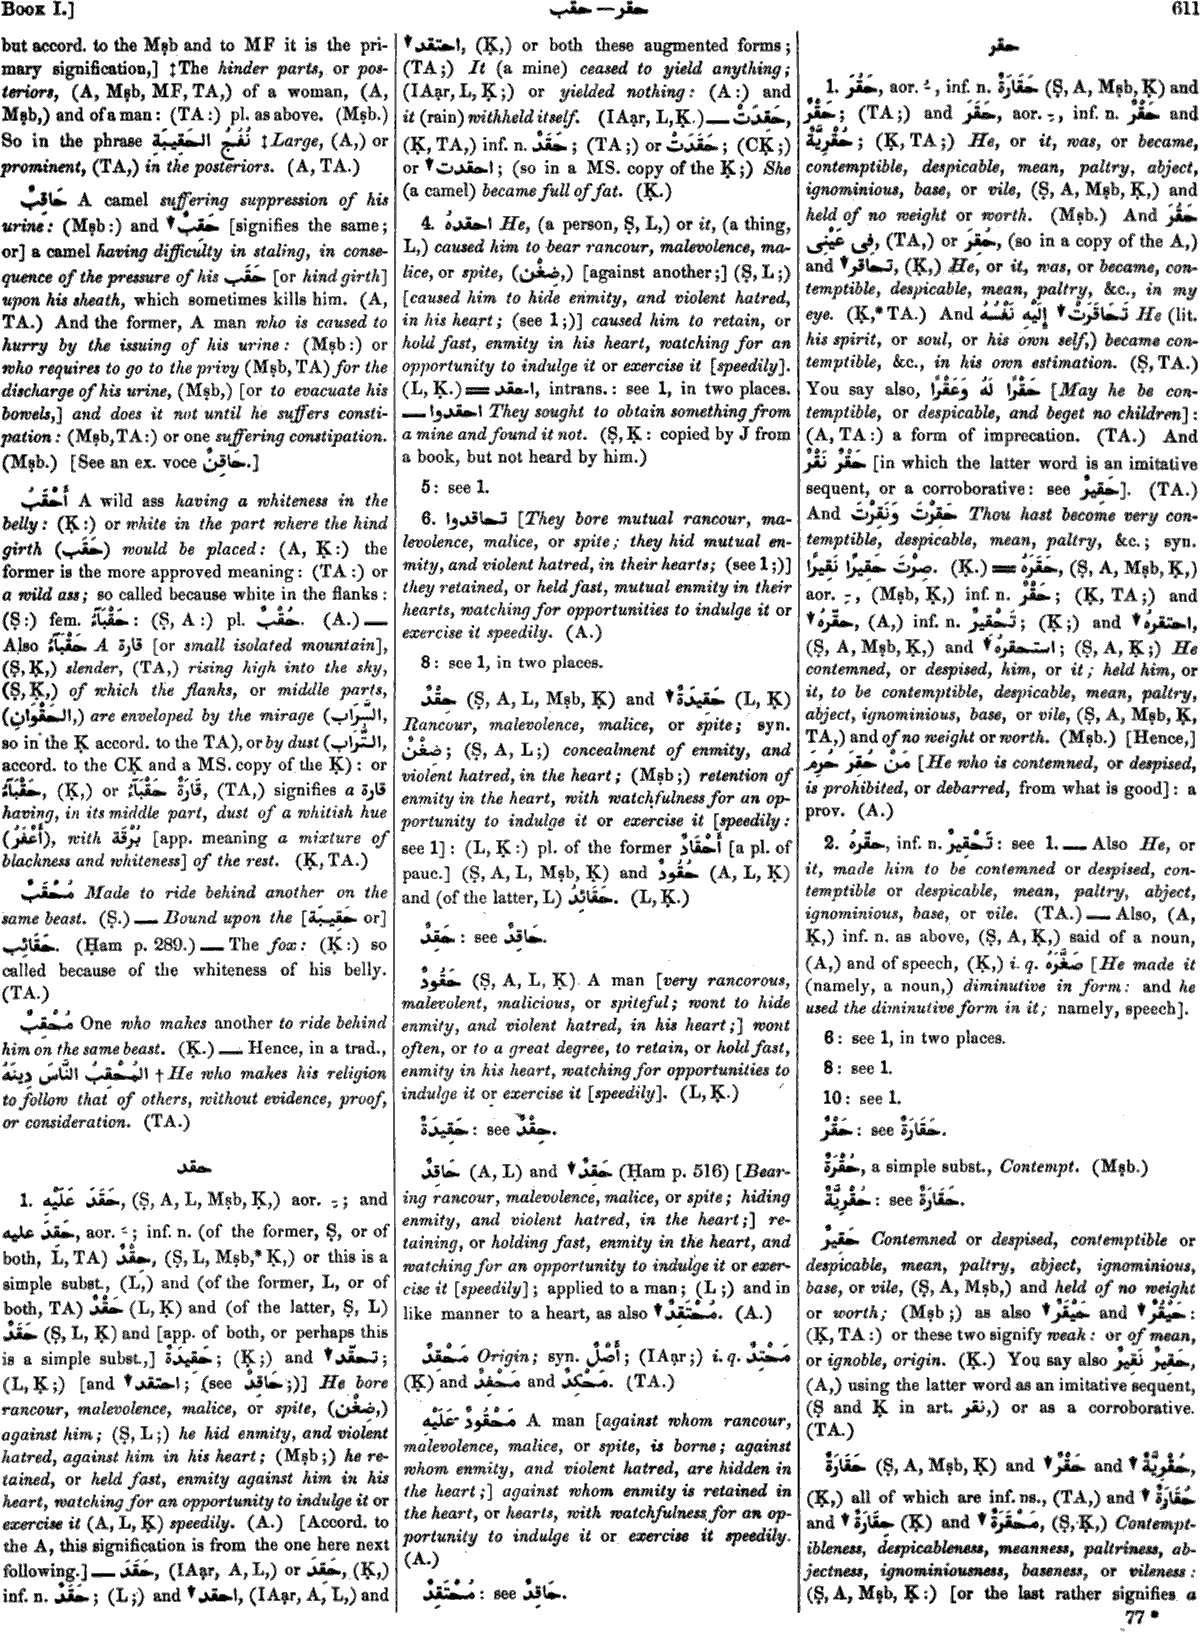 BOOK I.]
حقب — حقر
611
but accord. to the Mṣb and to MF it is the pri-
mary signification,] ‡The hinder parts, or pos-
teriors, (A, Mṣb, MF, TA,) of a woman, (A,
Mṣb,) and of a man: (TA:) pl. as above. (Mṣb.)
So in the phrase نُفُجُ الحَقِيبَةِ ‡Large, (A,) or
prominent, (TA,) in the posteriors. (A, TA.)
حَاقِبٌ A camel suffering suppression of his
urine: (Mṣb:) and ▼ حَقِبٌ [signifies the same;
or] a camel having difficulty in staling, in conse-
quence of the pressure of his حَقَب [or hind girth]
upon his sheath, which sometimes kills him. (A,
TA.) And the former, A man who is caused to
hurry by the issuing of his urine: (Mṣb:) or
who requires to go to the privy (Mṣb, TA) for the
discharge of his urine, (Mṣb,) [or to evacuate his
bowels,] and does it not until he suffers consti-
pation: (Mṣb, TA:) or one suffering constipation.
(Mṣb.) [See an ex. voce حَاقِنٌ.]
أَحْقَبُ A wild ass having a whiteness in the
belly: (Ḳ:) or white in the part where the hind
girth (حَقَب) would be placed: (A, Ḳ:) the
former is the more approved meaning: (TA:) or
a wild ass; so called because white in the flanks:
(Ṣ:) fem. حَقْبَآءُ: (Ṣ, A:) pl. حُقْبٌ. (A.) —
Also حَقْبَآءُ A قَارَة [or small isolated mountain],
(Ṣ, Ḳ,) slender, (TA,) rising high into the sky,
(Ṣ, Ḳ,) of which the flanks, or middle parts,
(الحَقْوَانِ,) are enveloped by the mirage (السَّرَاب,
so in the Ḳ accord. to the TA), or by dust (التُّرَاب,
accord. to the CḲ and a MS. copy of the Ḳ): or
حَقْبَآءُ, (Ḳ,) or قَارَةٌ حَقْبَآءُ, (TA,) signifies a قارة
having, in its middle part, dust of a whitish hue
(أَعْفَرُ), with بُرْقَة [app. meaning a mixture of
blackness and whiteness] of the rest. (Ḳ, TA.)
مُحْقَبٌ Made to ride behind another on the
same beast. (Ṣ.) — Bound upon the [حَقِيبَة or]
حَقَائِب. (Ḥam p. 289.) — The fox: (Ḳ:) so
called because of the whiteness of his belly.
(TA.)
مُحْقِبٌ One who makes another to ride behind
him on the same beast. (Ḳ.) — Hence, in a trad.,
المُحْقِبُ النَّاسَ دِينَهُ †He who makes his religion
to follow that of others, without evidence, proof,
or consideration. (TA.)
حقد
1. حَقَدَ عَلَيْهِ, (Ṣ, A, L, Mṣb, Ḳ,) aor. ـِ; and
حَقِدَ عليه, aor. ـَ; inf. n. (of the former, Ṣ, or of
both, L, TA) حِقْدٌ, (Ṣ, L, Mṣb,* Ḳ,) or this is a
simple subst., (L,) and (of the former, L, or of
both, TA) حَقْدٌ (L, Ḳ) and (of the latter, Ṣ, L)
حَقَدٌ (Ṣ, L, Ḳ) and [app. of both, or perhaps this
is a simple subst.,] حَقِيدَةٌ; (Ḳ;) and ▼ تحقّد;
(L, Ḳ;) [and ▼ احتقد; (see حَاقِدٌ;)] He bore
rancour, malevolence, malice, or spite, (ضِغْن,)
against him; (Ṣ, L;) he hid enmity, and violent
hatred, against him in his heart; (Mṣb;) he re-
tained, or held fast, enmity against him in his
heart, watching for an opportunity to indulge it or
exercise it (A, L, Ḳ) speedily. (A.) [Accord. to
the A, this signification is from the one here next
following.] — حَقَدَ, (IAạr, A, L,) or حَقِدَ, (Ḳ,)
inf. n. حَقْدٌ; (L;) and ▼ احقد, (IAạr, A, L,) and
▼ احتقد, (Ḳ,) or both these augmented forms;
(TA;) It (a mine) ceased to yield anything;
(IAạr, L, Ḳ;) or yielded nothing: (A:) and
it (rain) withheld itself. (IAạr, L, Ḳ.) — حَقِدَتْ,
(Ḳ, TA,) inf. n. حَقَدٌ; (TA;) or حَقَدَتْ; (CḲ;)
or ▼ احقدت; (so in a MS. copy of the Ḳ;) She
(a camel) became full of fat. (Ḳ.)
4. احقدهُ He, (a person, Ṣ, L,) or it, (a thing,
L,) caused him to bear rancour, malevolence, ma-
lice, or spite, (ضِغْن,) [against another;] (Ṣ, L;)
[caused him to hide enmity, and violent hatred,
in his heart; (see 1;)] caused him to retain, or
hold fast, enmity in his heart, watching for an
opportunity to indulge it or exercise it [speedily].
(L, Ḳ.) = احقد, intrans.: see 1, in two places.
— احقدوا They sought to obtain something from
a mine and found it not. (Ṣ, Ḳ: copied by J from
a book, but not heard by him.)
5: see 1.
6. تحاقدوا [They bore mutual rancour, ma-
levolence, malice, or spite; they hid mutual en-
mity, and violent hatred, in their hearts; (see 1;)]
they retained, or held fast, mutual enmity in their
hearts, watching for opportunities to indulge it or
exercise it speedily. (A.)
8: see 1, in two places.
حِقْدٌ (Ṣ, A, L, Mṣb, Ḳ) and ▼ حَقِيدَةٌ (L, Ḳ)
Rancour, malevolence, malice, or spite; syn.
ضِغْنٌ; (Ṣ, A, L;) concealment of enmity, and
violent hatred, in the heart; (Mṣb;) retention of
enmity in the heart, with watchfulness for an op-
portunity to indulge it or exercise it [speedily:
see 1]: (L, Ḳ:) pl. of the former أَحْقَادٌ [a pl. of
pauc.] (Ṣ, A, L, Mṣb, Ḳ) and حُقُودٌ (A, L, Ḳ)
and (of the latter, L) حَقَائِدُ. (L, Ḳ.)
حَقِدٌ: see حَاقِدٌ.
حَقُودٌ (Ṣ, A, L, Ḳ) A man [very rancorous,
malevolent, malicious, or spiteful; wont to hide
enmity, and violent hatred, in his heart;] wont
often, or to a great degree, to retain, or hold fast,
enmity in his heart, watching for opportunities to
indulge it or exercise it [speedily]. (L, Ḳ.)
حَقِيدَةٌ: see حِقْدٌ.
حَاقِدٌ (A, L) and ▼ حَقِدٌ (Ḥam p. 516) [Bear-
ing rancour, malevolence, malice, or spite; hiding
enmity, and violent hatred, in the heart;] re-
taining, or holding fast, enmity in the heart, and
watching for an opportunity to indulge it or exer-
cise it [speedily]; applied to a man; (L;) and in
like manner to a heart, as also ▼ مُحْتَقِدٌ. (A.)
مَحْقِدٌ Origin; syn. أَصْلٌ; (IAạr;) i. q. مَحْتِدٌ
(Ḳ) and مَحْفِدٌ and مَحْكِدٌ. (TA.)
مَحْقُودٌ عَلَيْهِ A man [against whom rancour,
malevolence, malice, or spite, is borne; against
whom enmity, and violent hatred, are hidden in
the heart;] against whom enmity is retained in
the heart, or hearts, with watchfulness for an op-
portunity to indulge it or exercise it speedily.
(A.)
مُحْتَقِدٌ: see حَاقِدٌ.
حقر
1. حَقُرَ, aor. ـُ, inf. n. حَقَارَةٌ (Ṣ, A, Mṣb, Ḳ) and
حَقْرٌ; (TA;) and حَقَرَ, aor. ـِ, inf. n. حَقْرٌ and
حُقْرِيَّةٌ; (Ḳ, TA;) He, or it, was, or became,
contemptible, despicable, mean, paltry, abject,
ignominious, base, or vile, (Ṣ, A, Mṣb, Ḳ,) and
held of no weight or worth. (Mṣb.) And حَقُرَ
فِى عَيْنِى, (TA,) or حُقِرَ, (so in a copy of the A,)
and ▼ تحاقر, (Ḳ,) He, or it, was, or became, con-
temptible, despicable, mean, paltry, &c., in my
eye. (Ḳ,* TA.) And ▼ تَحَاقَرَتْ إِلَيْهِ نَفْسُهُ He (lit.
his spirit, or soul, or his own self,) became con-
temptible, &c., in his own estimation. (Ṣ, TA.)
You say also, حَقْرًا لَهُ وَعَقْرًا [May he be con-
temptible, or despicable, and beget no children]:
(A, TA:) a form of imprecation. (TA.) And
حَقْرٌ نَقْرٌ [in which the latter word is an imitative
sequent, or a corroborative: see حَقِيرٌ]. (TA.)
And حَقِرْتَ وَنَقِرْتَ Thou hast become very con-
temptible, despicable, mean, paltry, &c.; syn.
صِرْتَ حَقِيرًا نَقِيرًا. (Ḳ.) = حَقَرَهُ, (Ṣ, A, Mṣb, Ḳ,)
aor. ـِ, (Mṣb, Ḳ,) inf. n. حَقْرٌ; (Ḳ, TA;) and
▼ حقّرهُ, (A,) inf. n. تَحْقِيرٌ; (Ḳ;) and ▼ احتقرهُ,
(Ṣ, A, Mṣb, Ḳ,) and ▼ استحقرهُ; (Ṣ, A, Ḳ;) He
contemned, or despised, him, or it; held him, or
it, to be contemptible, despicable, mean, paltry,
abject, ignominious, base, or vile, (Ṣ, A, Mṣb, Ḳ,
TA,) and of no weight or worth. (Mṣb.) [Hence,]
مَنْ حَقَرَ حَرَمَ [He who is contemned, or despised,
is prohibited, or debarred, from what is good]: a
prov. (A.)
2. حقّرهُ, inf. n. تَحْقِيرٌ: see 1. — Also He, or
it, made him to be contemned or despised, con-
temptible or despicable, mean, paltry, abject,
ignominious, base, or vile. (TA.) — Also, (A,
Ḳ,) inf. n. as above, (Ṣ, A, Ḳ,) said of a noun,
(A,) and of speech, (Ḳ,) i. q. صَغَّرَهُ [He made it
(namely, a noun,) diminutive in form: and he
used the diminutive form in it; namely, speech].
6: see 1, in two places.
8: see 1.
10: see 1.
حَقْرٌ: see حَقَارَةٌ.
حُقْرَةٌ, a simple subst., Contempt. (Mṣb.)
حُقْرِيَّةٌ: see حَقَارَةٌ.
حَقِيرٌ Contemned or despised, contemptible or
despicable, mean, paltry, abject, ignominious,
base, or vile, (Ṣ, A, Mṣb,) and held of no weight
or worth; (Mṣb;) as also ▼ حَيْقَرٌ and ▼ حَيْقُرٌ:
(Ḳ, TA:) or these two signify weak: or of mean,
or ignoble, origin. (Ḳ.) You say also حَقِيرٌ نَقِيرٌ,
(A,) using the latter word as an imitative sequent,
(Ṣ and Ḳ in art. نقر,) or as a corroborative.
(TA.)
حَقَارَةٌ (Ṣ, A, Mṣb, Ḳ) and ▼ حَقْرٌ and ▼ حُقْرِيَّةٌ,
(Ḳ,) all of which are inf. ns., (TA,) and ▼ حُقَارَةٌ
and ▼ حِقَارَةٌ (Ḳ) and ▼ مَحْقَرَةٌ, (Ṣ, Ḳ,) Contempt-
ibleness, despicableness, meanness, paltriness, ab-
jectness, ignominiousness, baseness, or vileness:
(Ṣ, A, Mṣb, Ḳ:) [or the last rather signifies a
77 *